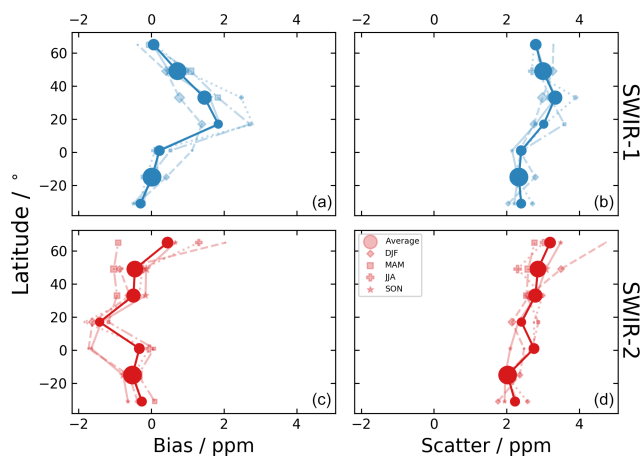 −2 0 2 4
−2 0 2 4
60
40
20
0
−20
(a)
(b)
SWIR-1
Latitude / °
60
40
20
0
−20
Average
DJF
MAM
JJA
SON
(c)
(d)
SWIR-2
−2 0 2 4
−2 0 2 4
Bias / ppm
Scatter / ppm